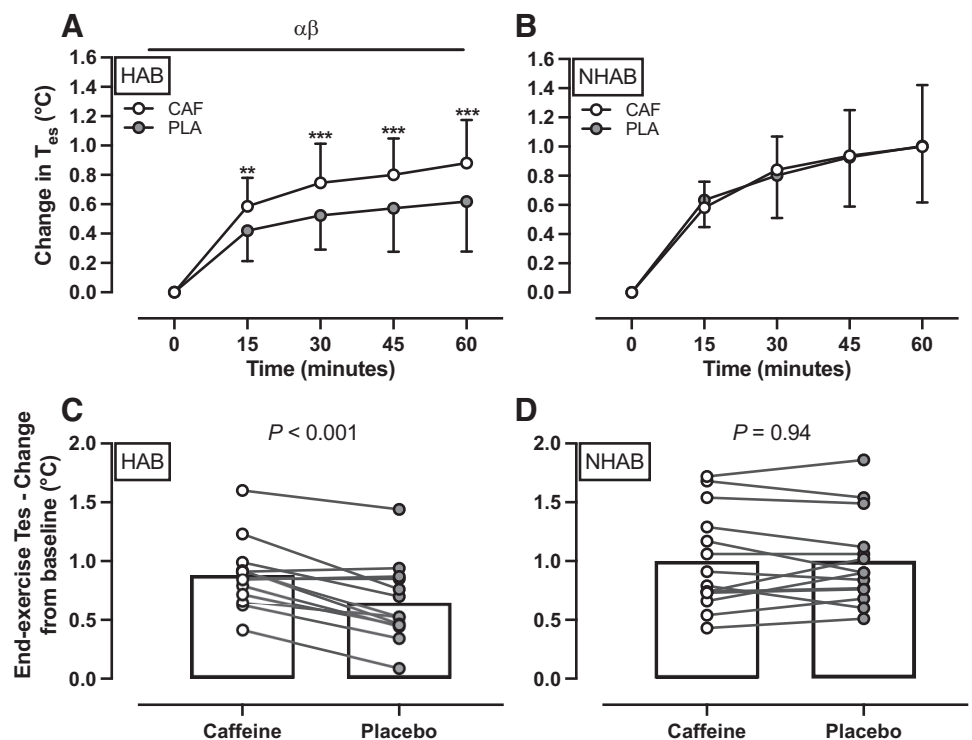 A
αβ
HAB
CAF
PLA
Change in Tes (°C)
1.6
1.4
1.2
1.0
0.8
0.6
0.4
0.2
0.0
**
***
***
***
0
15
30
45
60
Time (minutes)
B
NHAB
CAF
PLA
1.6
1.4
1.2
1.0
0.8
0.6
0.4
0.2
0.0
0
15
30
45
60
Time (minutes)
C
P < 0.001
HAB
End-exercise Tes - Change
from baseline (°C)
2.0
1.5
1.0
0.5
0.0
Caffeine
Placebo
D
P = 0.94
NHAB
2.0
1.5
1.0
0.5
0.0
Caffeine
Placebo